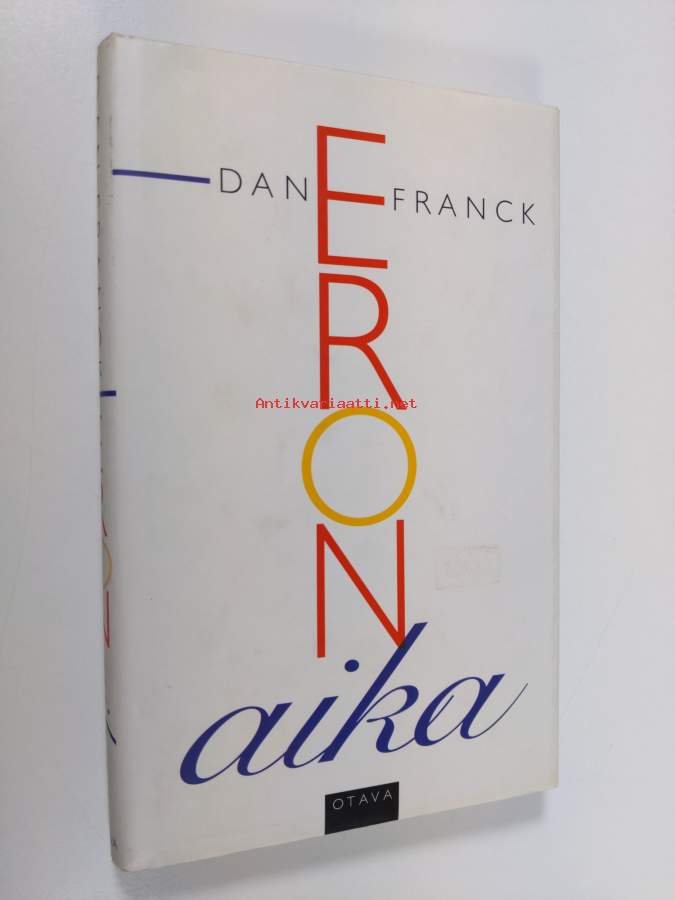 DAN FRANCK
ERON
aika
OTAVA
Antikvariaatti.net